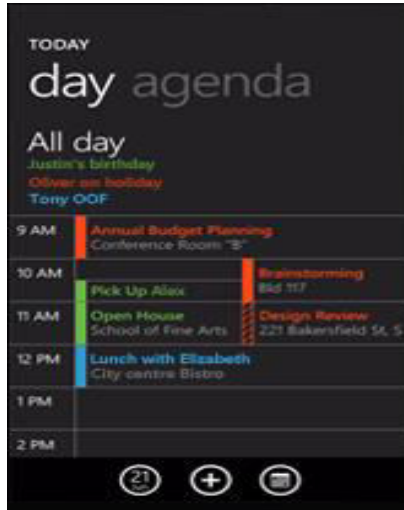 TODAY
day agenda
All day
Justin's birthday
Oliver on holiday
Tony OOF
9 AM
Annual Budget Planning
Conference Room "B"
10 AM
Brainstorming
Bld 117
Pick Up Alex
11 AM
Open House
School of Fine Arts
Design Review
221 Bakersfield St, S
12 PM
Lunch with Elizabeth
City centre Bistro
1 PM
2 PM
21